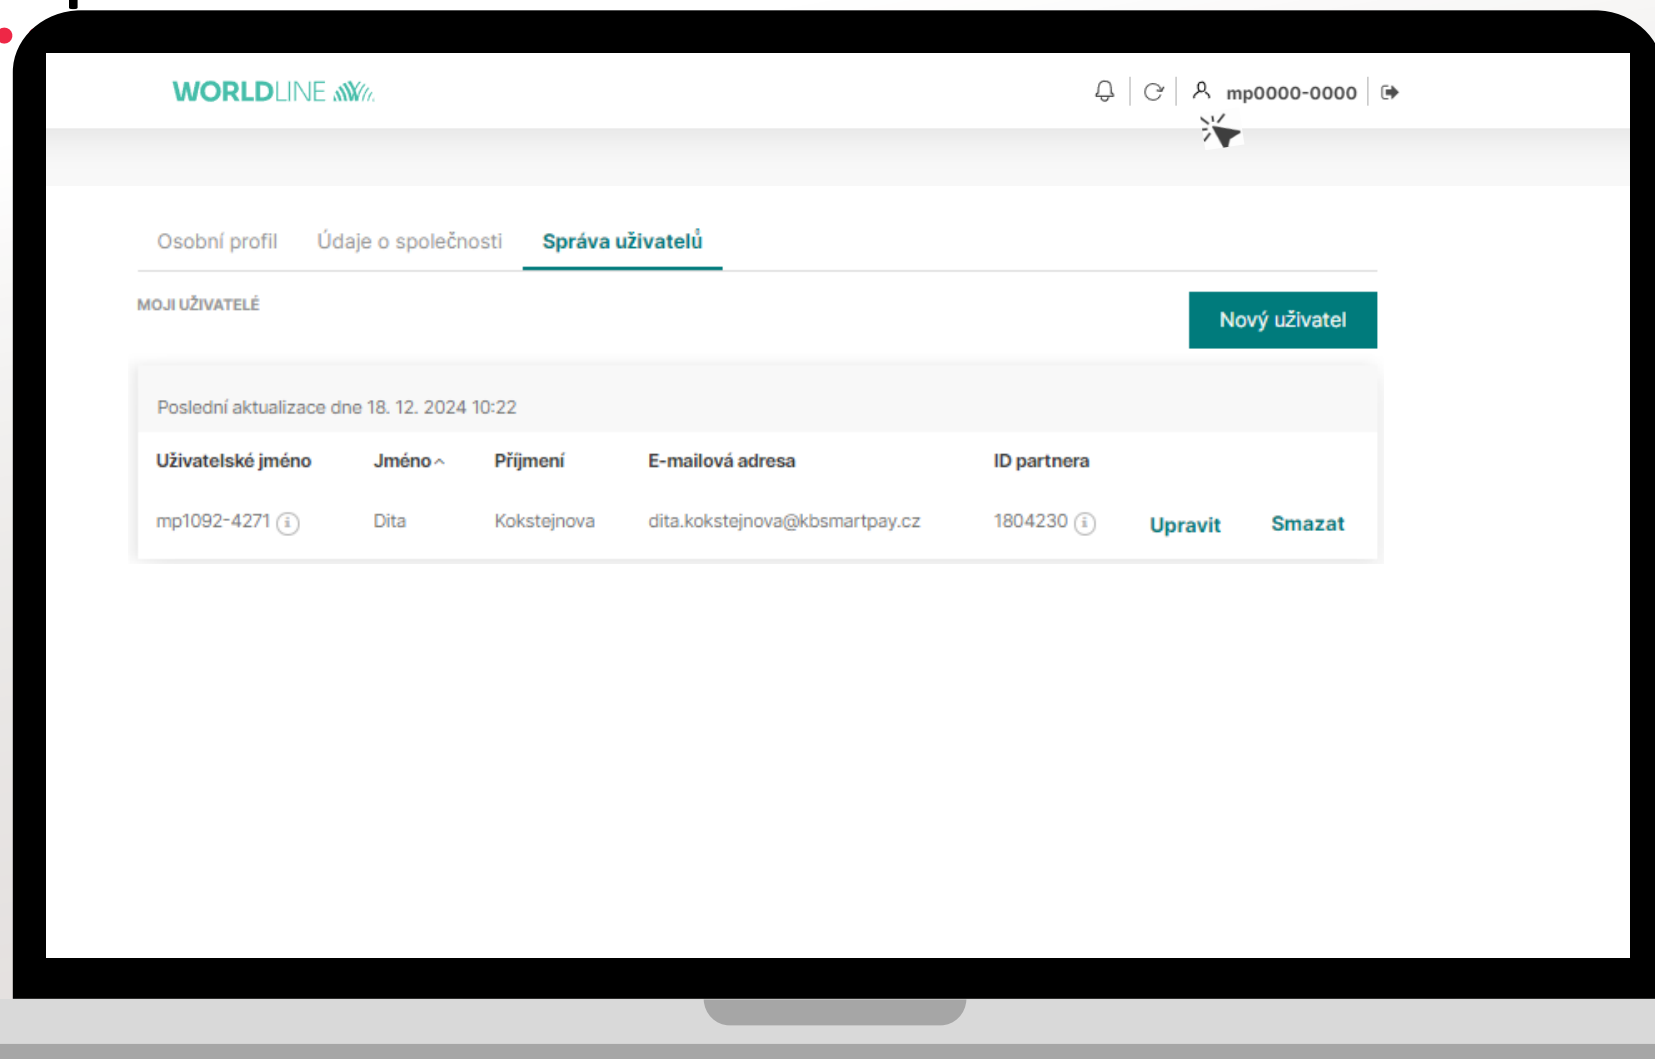 WORLDLINE
mp0000-0000
Osobní profil Údaje o společnosti Správa uživatelů
MOJI UŽIVATELÉ
Nový uživatel
Poslední aktualizace dne 18. 12. 2024 10:22
Uživatelské jméno Jméno Příjmení E-mailová adresa ID partnera
mp1092-4271 Dita Kokstejnova dita.kokstejnova@kbsmartpay.cz 1804230 Upravit Smazat